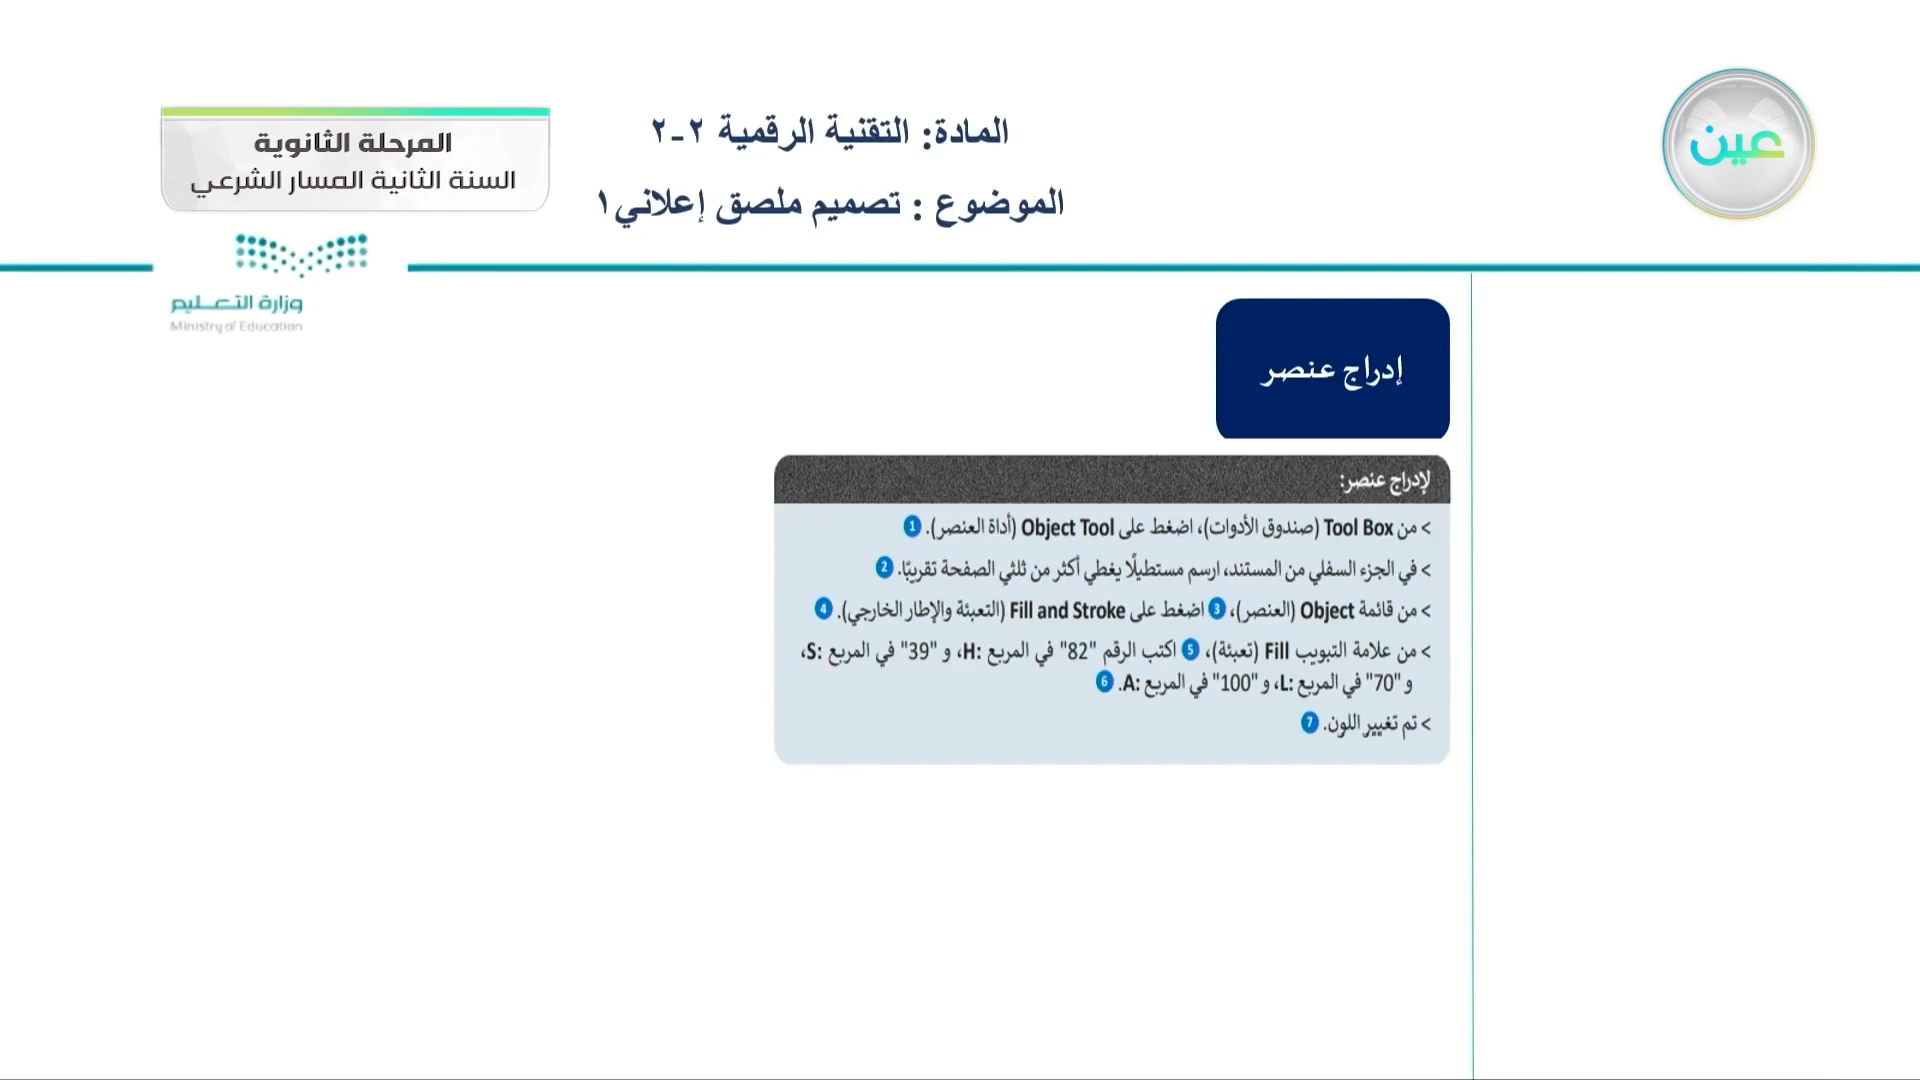 عين
المادة: التقنية الرقمية ٢-٢
الموضوع : تصميم ملصق إعلاني١
المرحلة الثانوية
السنة الثانية المسار الشرعي
وزارة التعليم
Ministry of Education
إدراج عنصر
لإدراج عنصر:
> من Tool Box (صندوق الأدوات)، اضغط على Object Tool (أداة العنصر). 1
> في الجزء السفلي من المستند، ارسم مستطيلًا يغطي أكثر من ثلثي الصفحة تقريبًا. 2
> من قائمة Object (العنصر)، 3 اضغط على Fill and Stroke (التعبئة والإطار الخارجي). 4
> من علامة التبويب Fill (تعبئة)، 5 اكتب الرقم "82" في المربع H:، و "39" في المربع S:،
و "70" في المربع L:، و "100" في المربع A:. 6
> تم تغيير اللون. 7